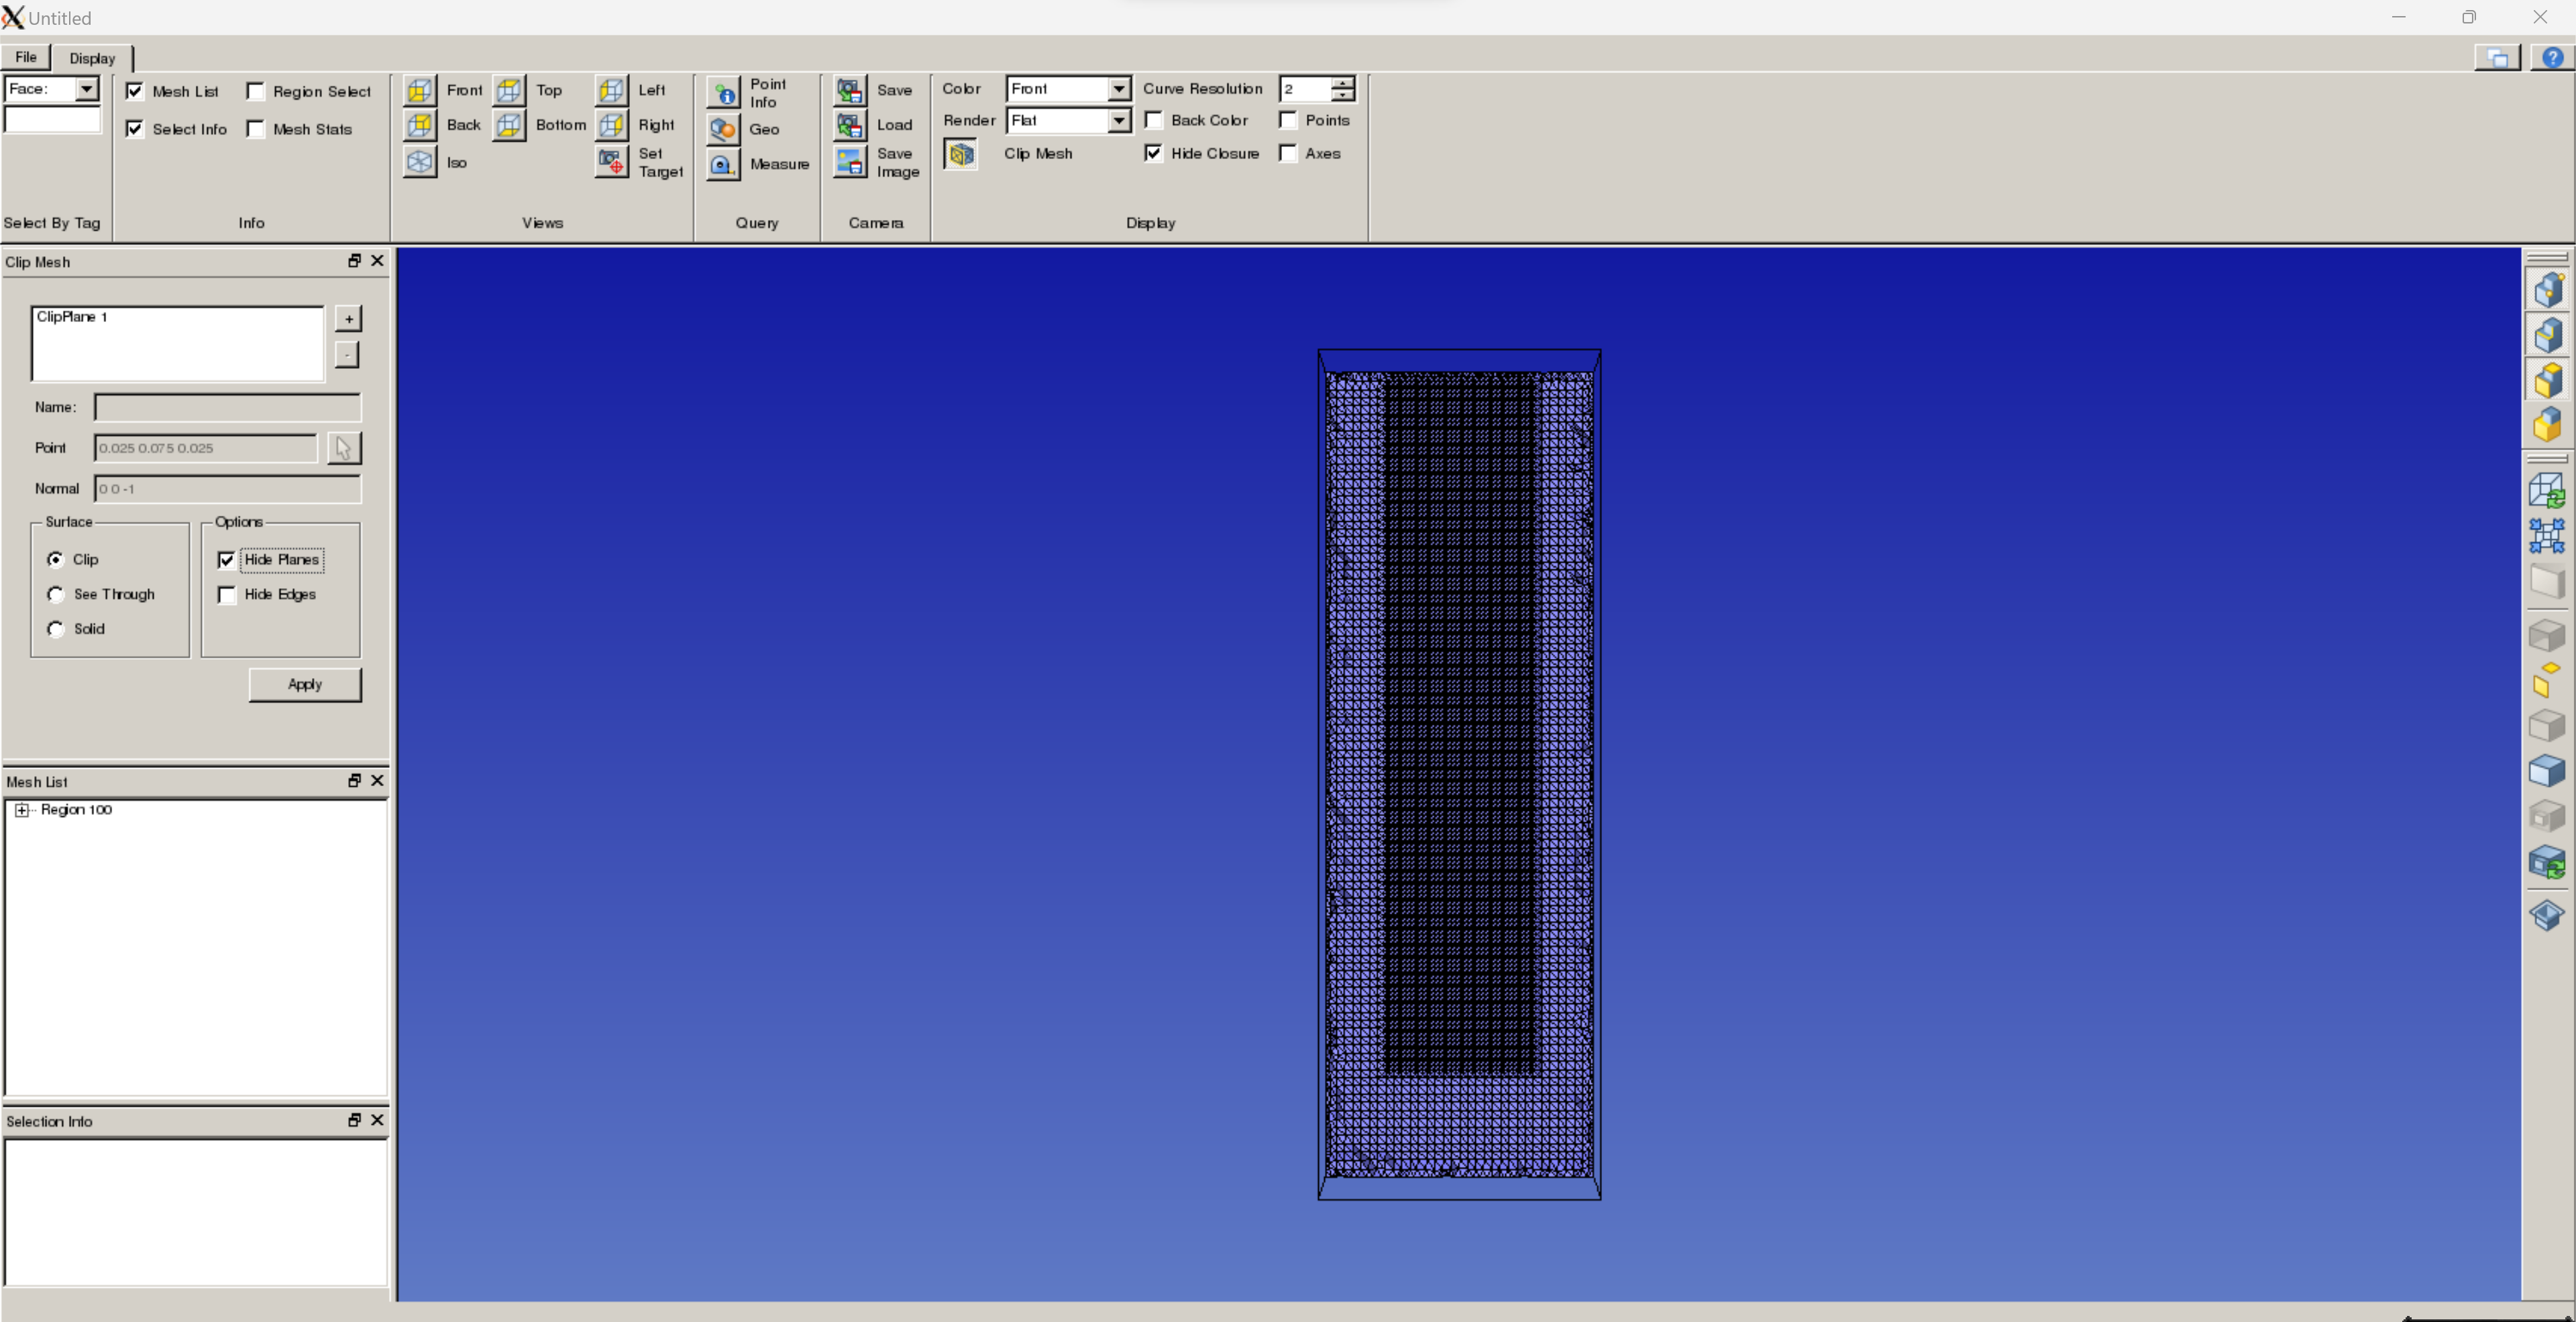 Untitled
File Display
Face:
Mesh List Region Select
Select Info Mesh Stats
Select By Tag
Info
Front Top Left
Back Bottom Right
Iso Set Target
Views
Point Info
Geo
Measure
Query
Save
Load
Save Image
Camera
Color Front Curve Resolution 2
Render Flat Back Color Points
Clip Mesh Hide Closure Axes
Display
Clip Mesh
ClipPlane 1
+
-
Name:
Point 0.025 0.075 0.025
Normal 0 0 -1
Surface Options
Clip Hide Planes
See Through Hide Edges
Solid
Apply
Mesh List
Region 100
Selection Info